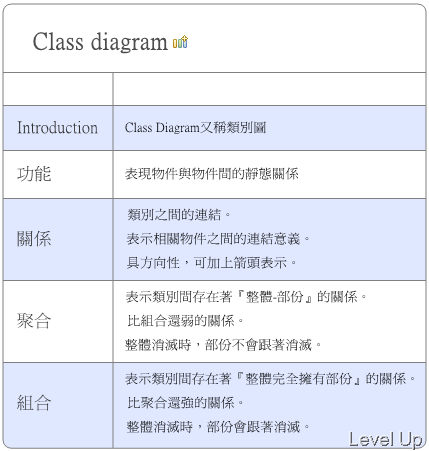 Class diagram
Introduction
Class Diagram又稱類別圖
功能
表現物件與物件間的靜態關係
關係
類別之間的連結。
表示相關物件之間的連結意義。
具方向性，可加上箭頭表示。
聚合
表示類別間存在著『整體-部份』的關係。
比組合還弱的關係。
整體消滅時，部份不會跟著消滅。
組合
表示類別間存在著『整體完全擁有部份』的關係。
比聚合還強的關係。
整體消滅時，部份會跟著消滅。
Level Up